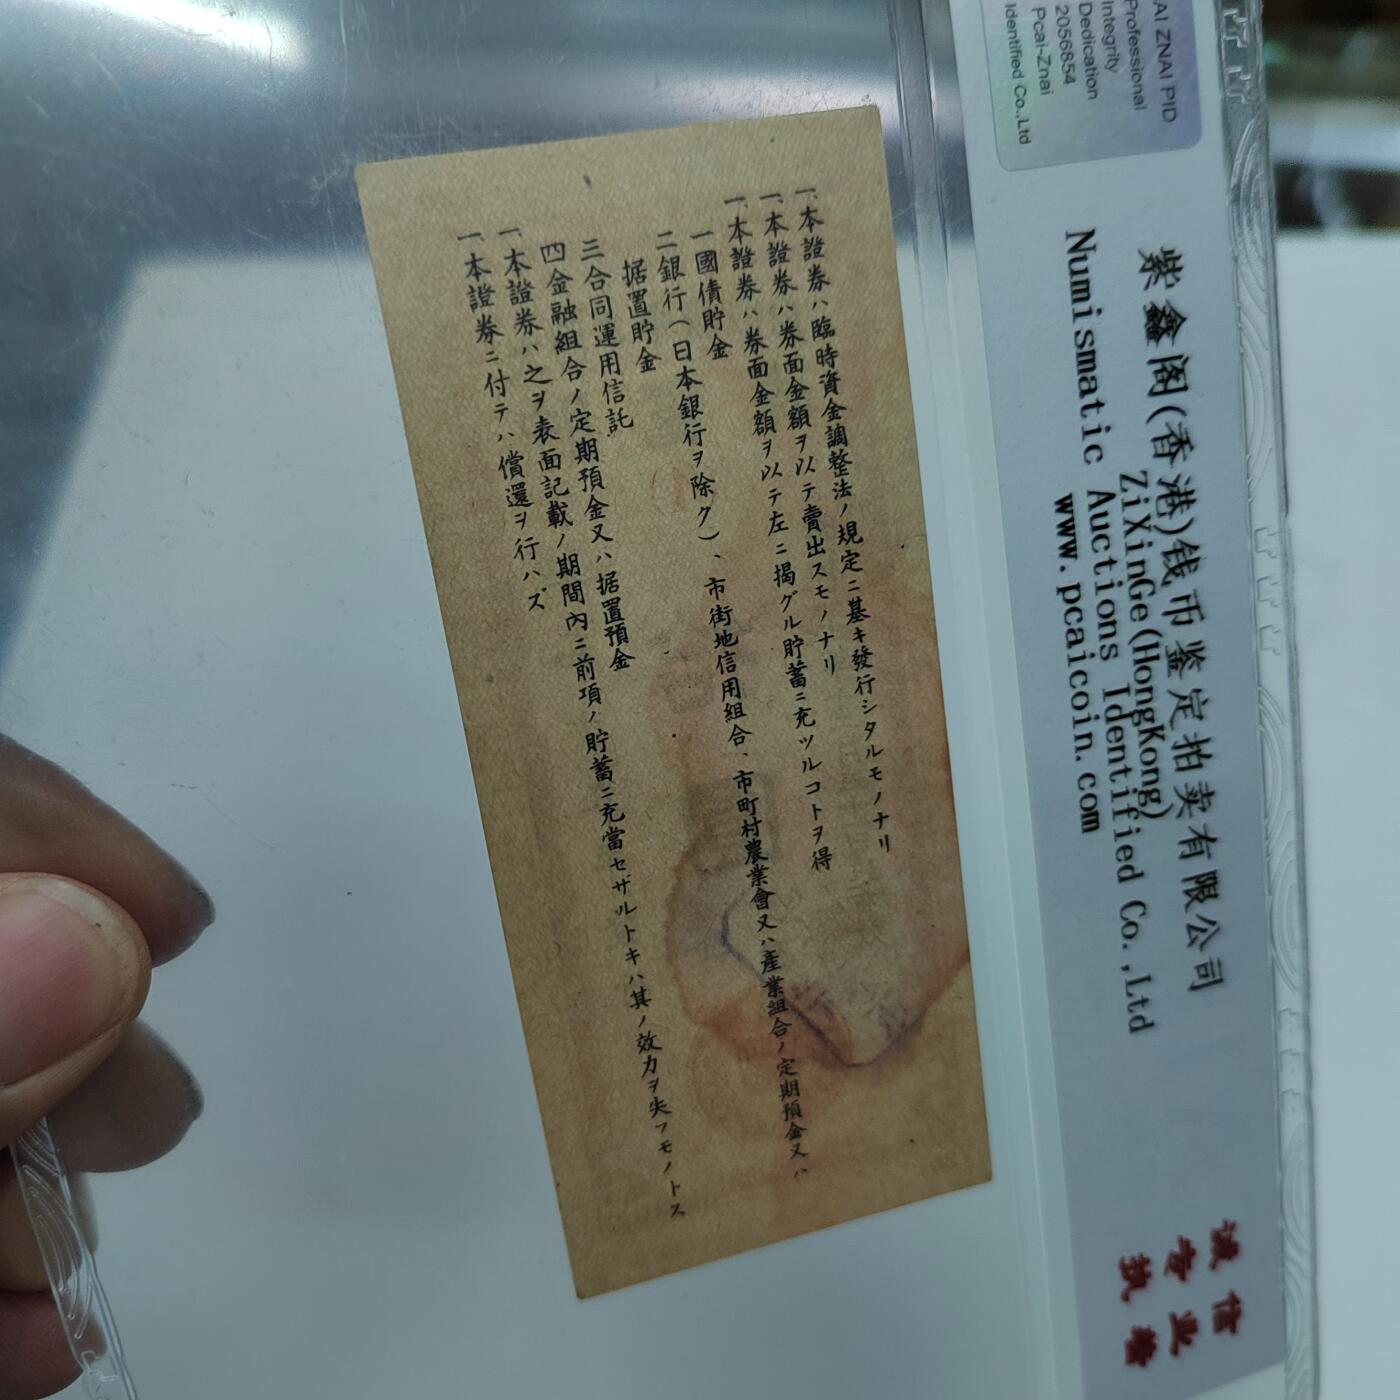 一、本證券ハ臨時資金調整法ノ規定ニ基キ發行シタルモノナリ
一、本證券ハ券面金額ヲ以テ賣出スモノナリ
一、本證券ハ券面金額ヲ以テ左ニ揭グル貯蓄ニ充ツルコトヲ得
一國債貯金
二銀行(日本銀行ヲ除ク)、市街地信用組合、市町村農業會又ハ產業組合ノ定期預金又ハ
据置貯金
三合同運用信託
四金融組合ノ定期預金又ハ据置預金
一、本證券ハ之ヲ表面記載ノ期間內ニ前項ノ貯蓄ニ充當セザルトキハ其ノ效力ヲ失フモノトス
一、本證券ニ付テハ償還ヲ行ハズ
AI ZNAI PID
Professional
Integrity
Dedication
2056854
Pcai-Znai
Identified Co.,Ltd
紫鑫阁(香港)钱币鉴定拍卖有限公司
ZiXinGe(HongKong)
Numismatic Auctions Identified Co.,Ltd
www.pcaicoin.com
诚信
专业
执着